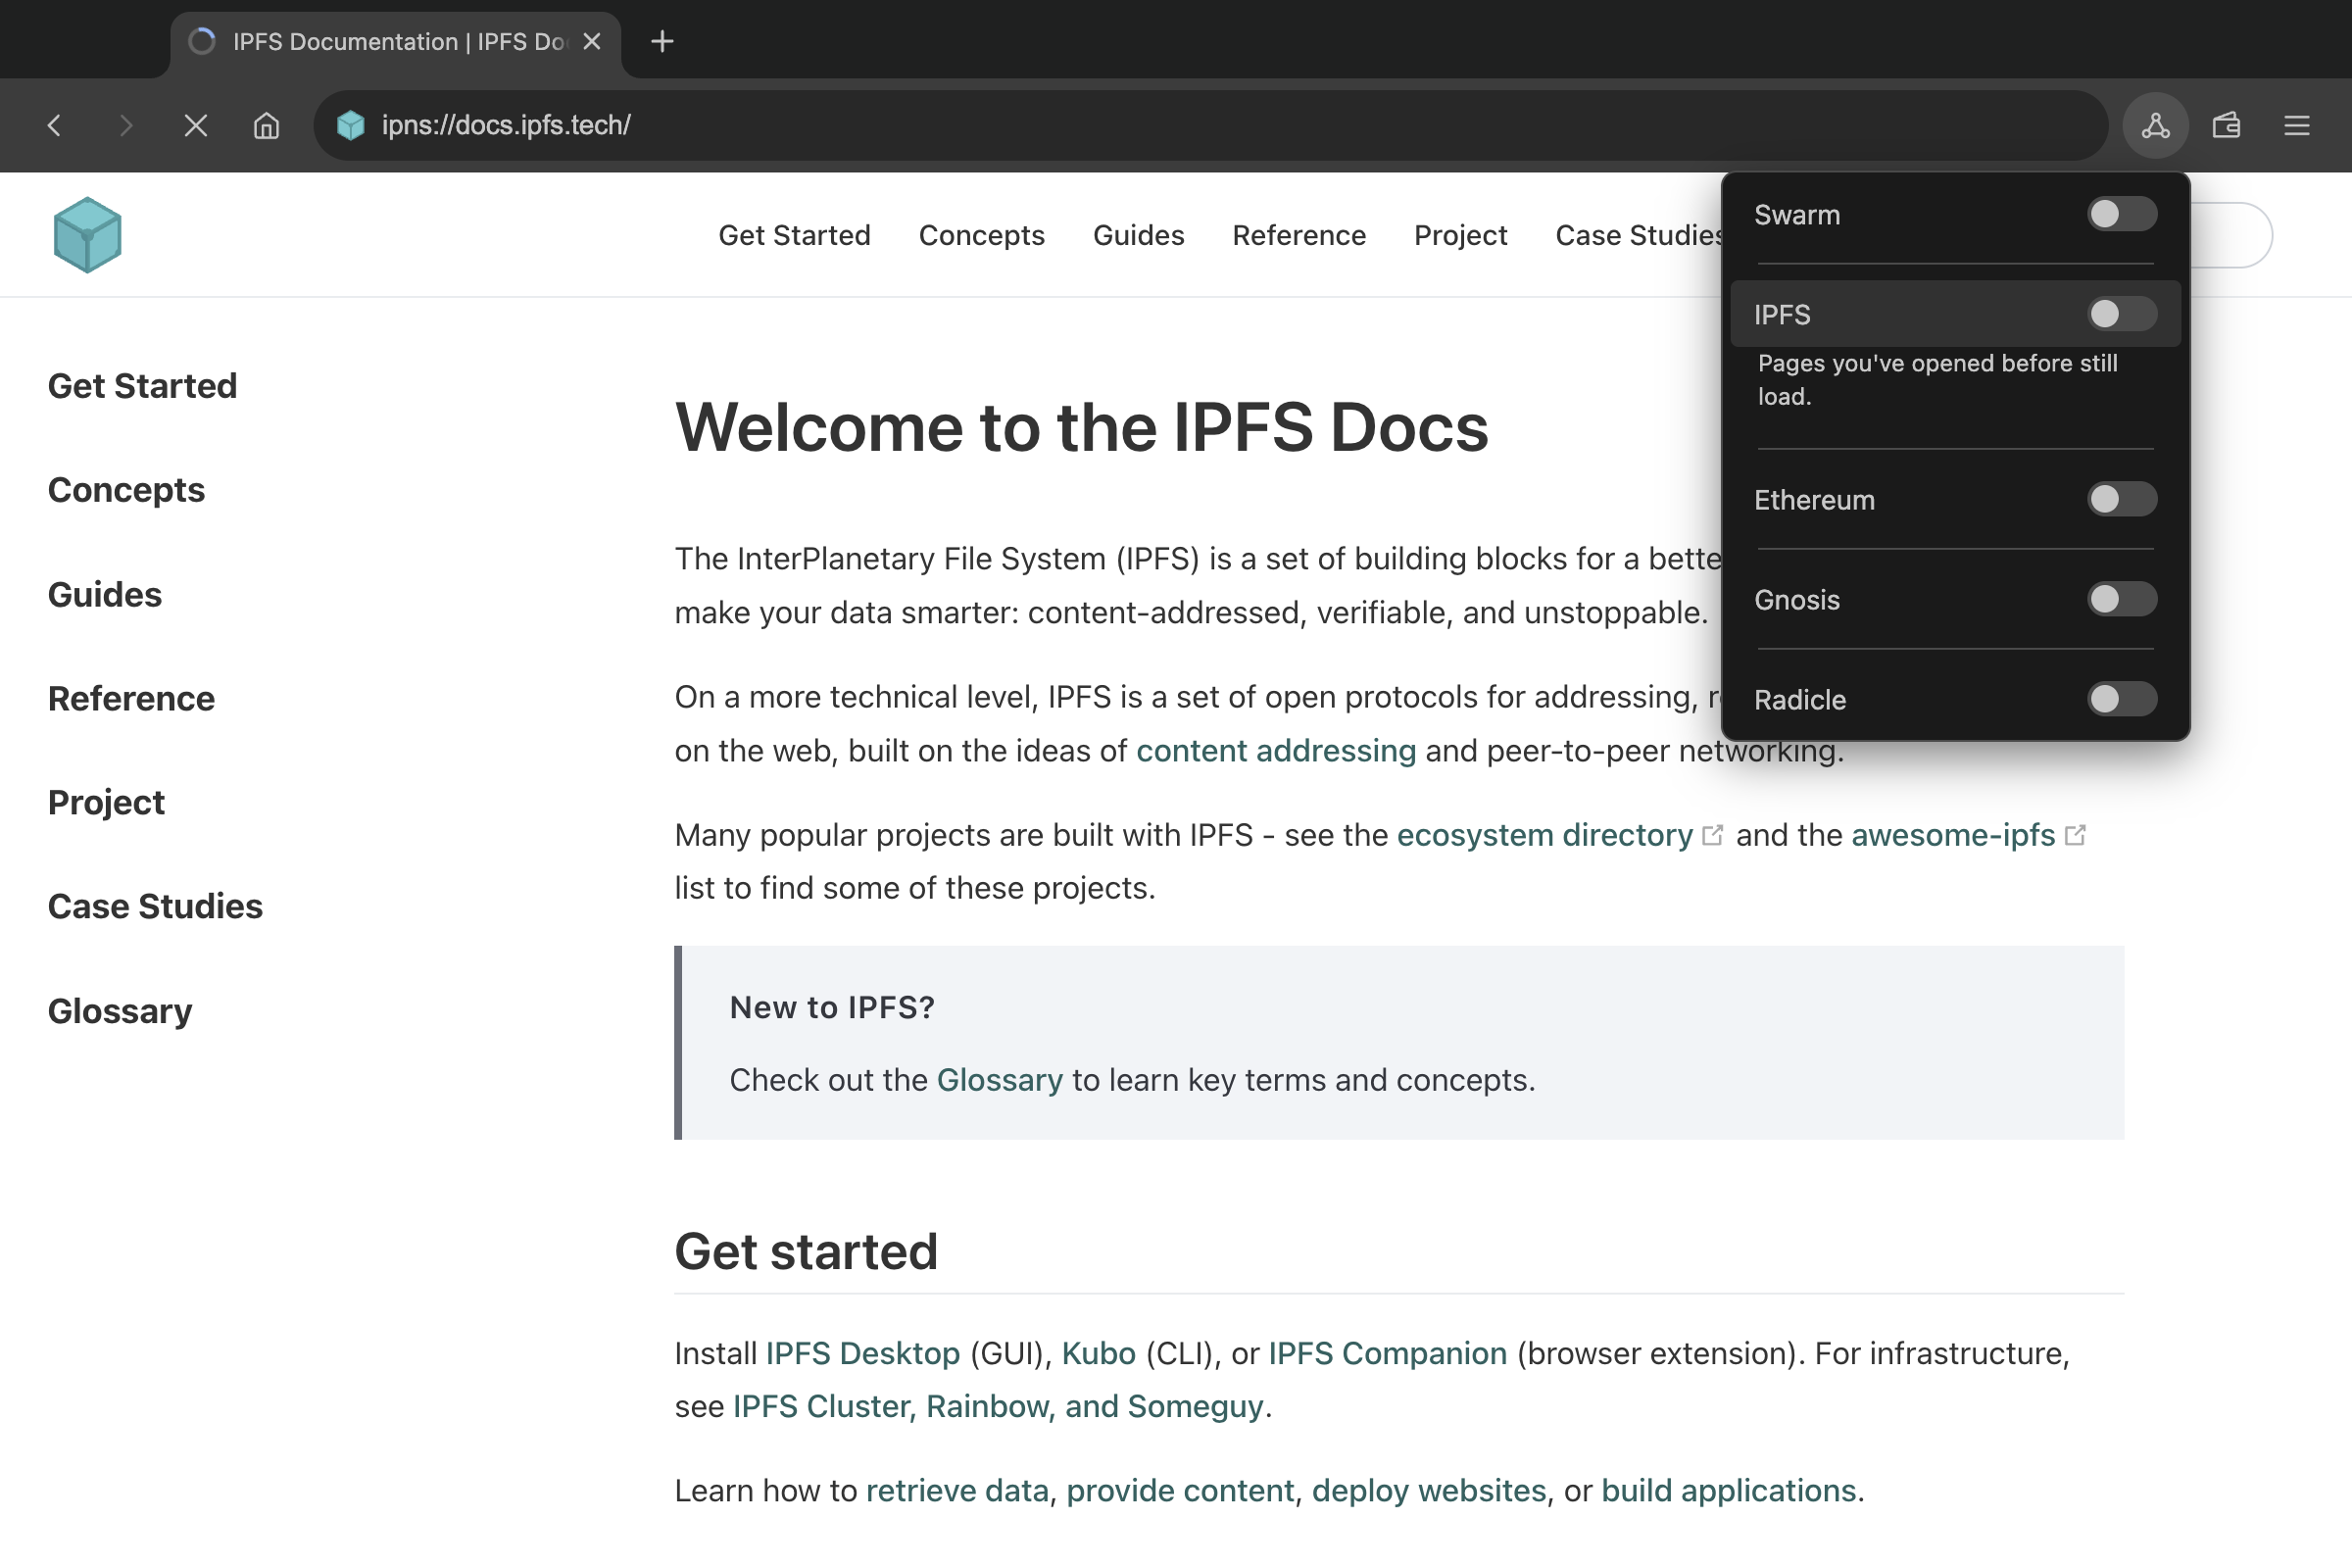 IPFS Documentation | IPFS Do
ipns://docs.ipfs.tech/
Get Started Concepts Guides Reference Project Case Studies
Swarm
IPFS
Pages you've opened before still
load.
Ethereum
Gnosis
Radicle
Get Started
Concepts
Guides
Reference
Project
Case Studies
Glossary
Welcome to the IPFS Docs
The InterPlanetary File System (IPFS) is a set of building blocks for a bette
make your data smarter: content-addressed, verifiable, and unstoppable.
On a more technical level, IPFS is a set of open protocols for addressing, r
on the web, built on the ideas of content addressing and peer-to-peer networking.
Many popular projects are built with IPFS - see the ecosystem directory and the awesome-ipfs
list to find some of these projects.
New to IPFS?
Check out the Glossary to learn key terms and concepts.
Get started
Install IPFS Desktop (GUI), Kubo (CLI), or IPFS Companion (browser extension). For infrastructure,
see IPFS Cluster, Rainbow, and Someguy.
Learn how to retrieve data, provide content, deploy websites, or build applications.